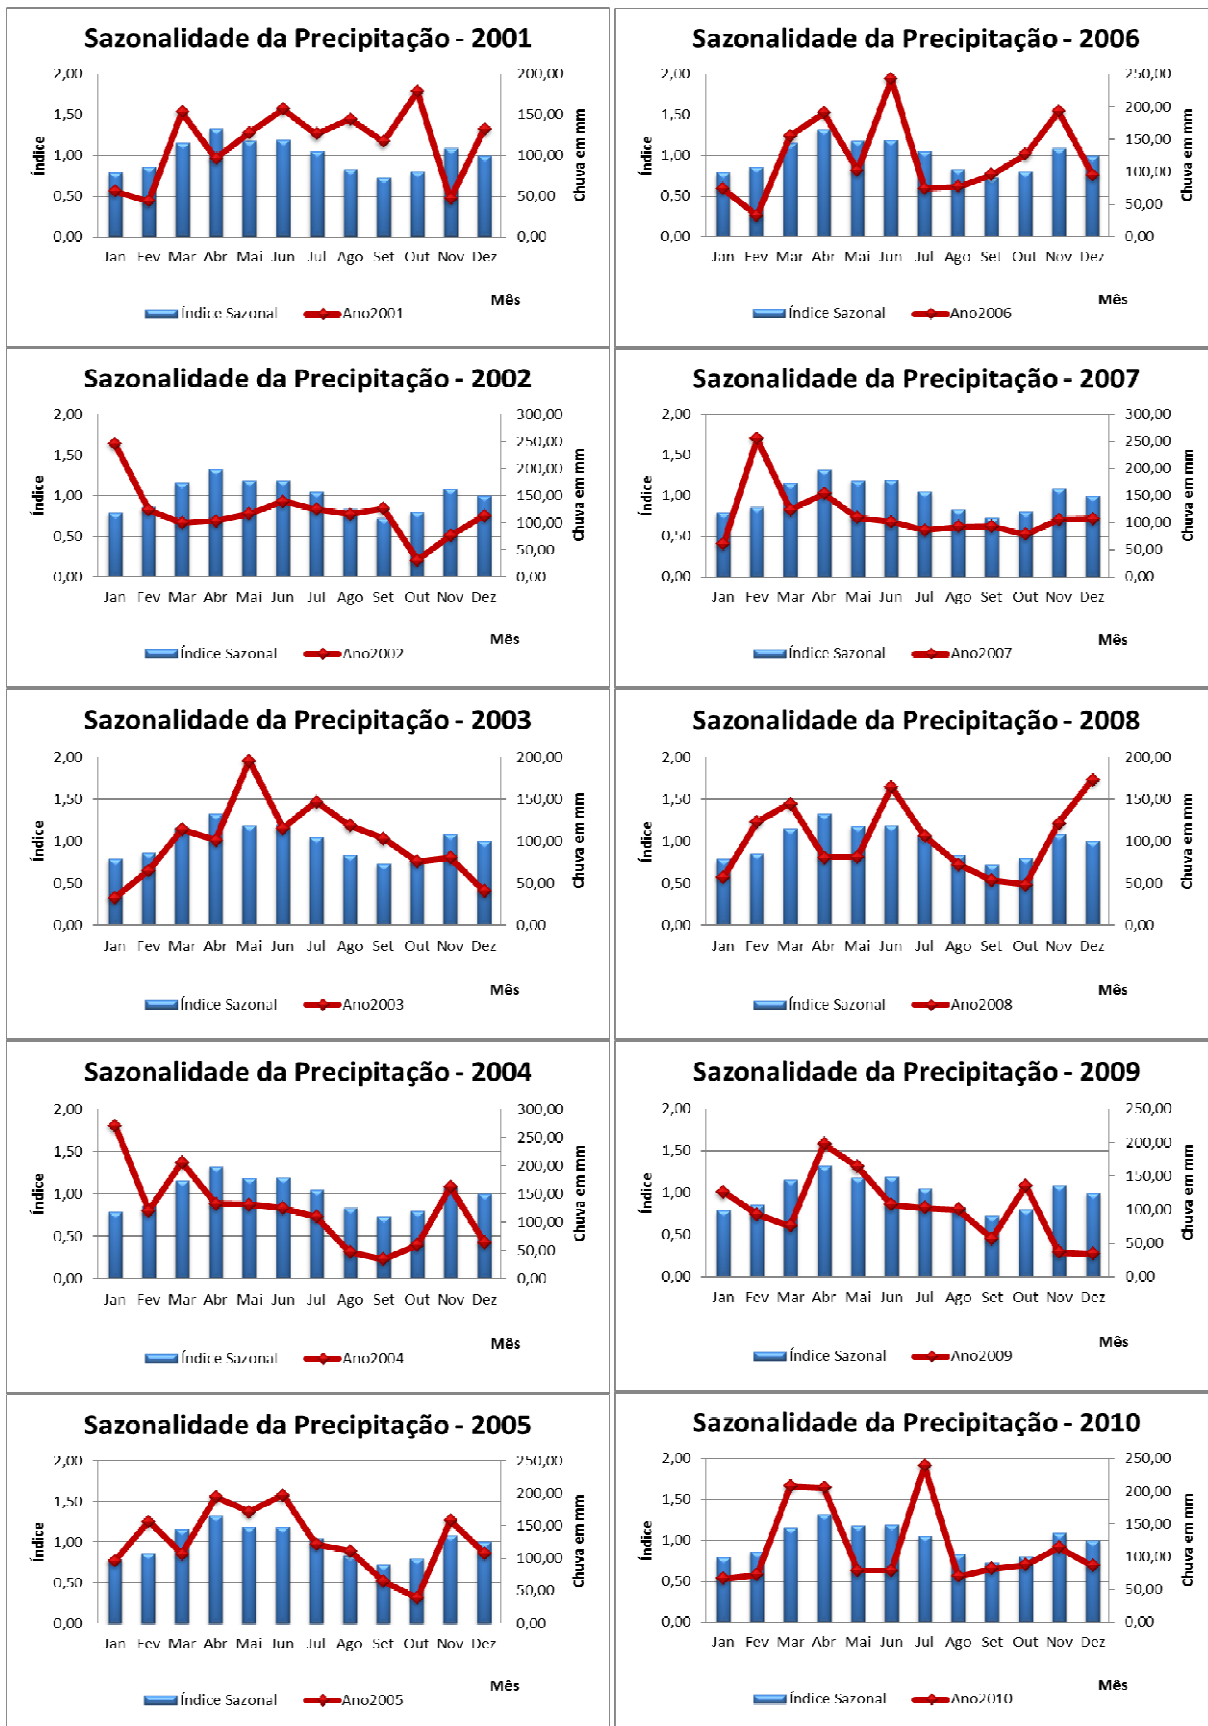 Sazonalidade da Precipitação - 2001
2,00
1,50
1,00
0,50
0,00
Índice
200,00
150,00
100,00
50,00
0,00
Chuva em mm
Jan Fev Mar Abr Mai Jun Jul Ago Set Out Nov Dez
Mês
Índice Sazonal Ano2001
Sazonalidade da Precipitação - 2006
2,00
1,50
1,00
0,50
0,00
Índice
250,00
200,00
150,00
100,00
50,00
0,00
Chuva em mm
Jan Fev Mar Abr Mai Jun Jul Ago Set Out Nov Dez
Mês
Índice Sazonal Ano2006
Sazonalidade da Precipitação - 2002
2,00
1,50
1,00
0,50
0,00
Índice
300,00
250,00
200,00
150,00
100,00
50,00
0,00
Chuva em mm
Jan Fev Mar Abr Mai Jun Jul Ago Set Out Nov Dez
Mês
Índice Sazonal Ano2002
Sazonalidade da Precipitação - 2007
2,00
1,50
1,00
0,50
0,00
Índice
300,00
250,00
200,00
150,00
100,00
50,00
0,00
Chuva em mm
Jan Fev Mar Abr Mai Jun Jul Ago Set Out Nov Dez
Mês
Índice Sazonal Ano2007
Sazonalidade da Precipitação - 2003
2,00
1,50
1,00
0,50
0,00
Índice
200,00
150,00
100,00
50,00
0,00
Chuva em mm
Jan Fev Mar Abr Mai Jun Jul Ago Set Out Nov Dez
Mês
Índice Sazonal Ano2003
Sazonalidade da Precipitação - 2008
2,00
1,50
1,00
0,50
0,00
Índice
200,00
150,00
100,00
50,00
0,00
Chuva em mm
Jan Fev Mar Abr Mai Jun Jul Ago Set Out Nov Dez
Mês
Índice Sazonal Ano2008
Sazonalidade da Precipitação - 2004
2,00
1,50
1,00
0,50
0,00
Índice
300,00
250,00
200,00
150,00
100,00
50,00
0,00
Chuva em mm
Jan Fev Mar Abr Mai Jun Jul Ago Set Out Nov Dez
Mês
Índice Sazonal Ano2004
Sazonalidade da Precipitação - 2009
2,00
1,50
1,00
0,50
0,00
Índice
250,00
200,00
150,00
100,00
50,00
0,00
Chuva em mm
Jan Fev Mar Abr Mai Jun Jul Ago Set Out Nov Dez
Mês
Índice Sazonal Ano2009
Sazonalidade da Precipitação - 2005
2,00
1,50
1,00
0,50
0,00
Índice
250,00
200,00
150,00
100,00
50,00
0,00
Chuva em mm
Jan Fev Mar Abr Mai Jun Jul Ago Set Out Nov Dez
Mês
Índice Sazonal Ano2005
Sazonalidade da Precipitação - 2010
2,00
1,50
1,00
0,50
0,00
Índice
250,00
200,00
150,00
100,00
50,00
0,00
Chuva em mm
Jan Fev Mar Abr Mai Jun Jul Ago Set Out Nov Dez
Mês
Índice Sazonal Ano2010